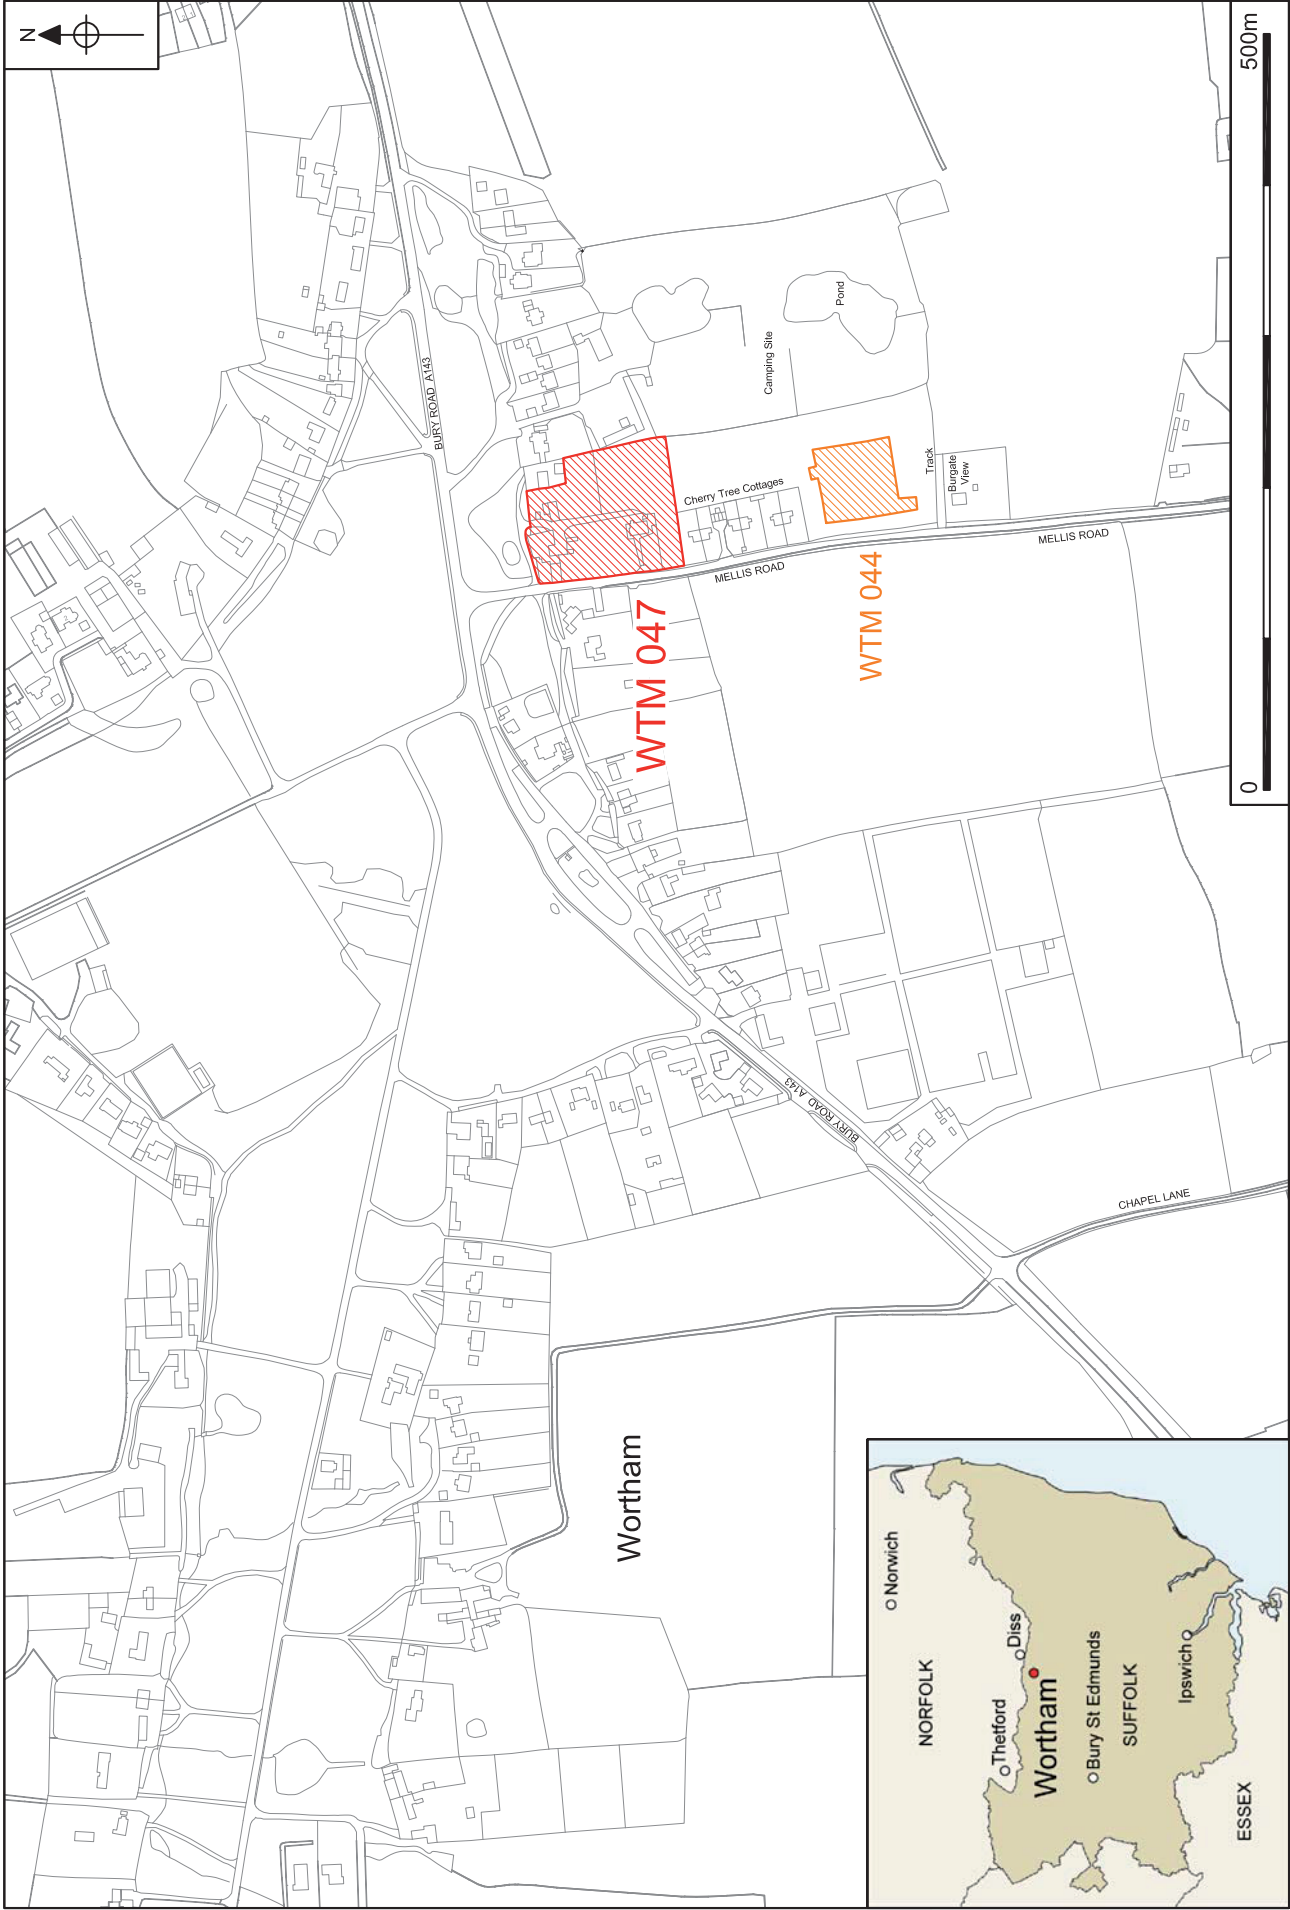 N
500m
0
BURY ROAD A143
Camping Site
Pond
Cherry Tree Cottages
Track
Burgate
View
MELLIS ROAD
MELLIS ROAD
WTM 047
WTM 044
BURY ROAD A143
CHAPEL LANE
Wortham
NORFOLK
Norwich
Thetford
Diss
Wortham
Bury St Edmunds
SUFFOLK
Ipswich
ESSEX